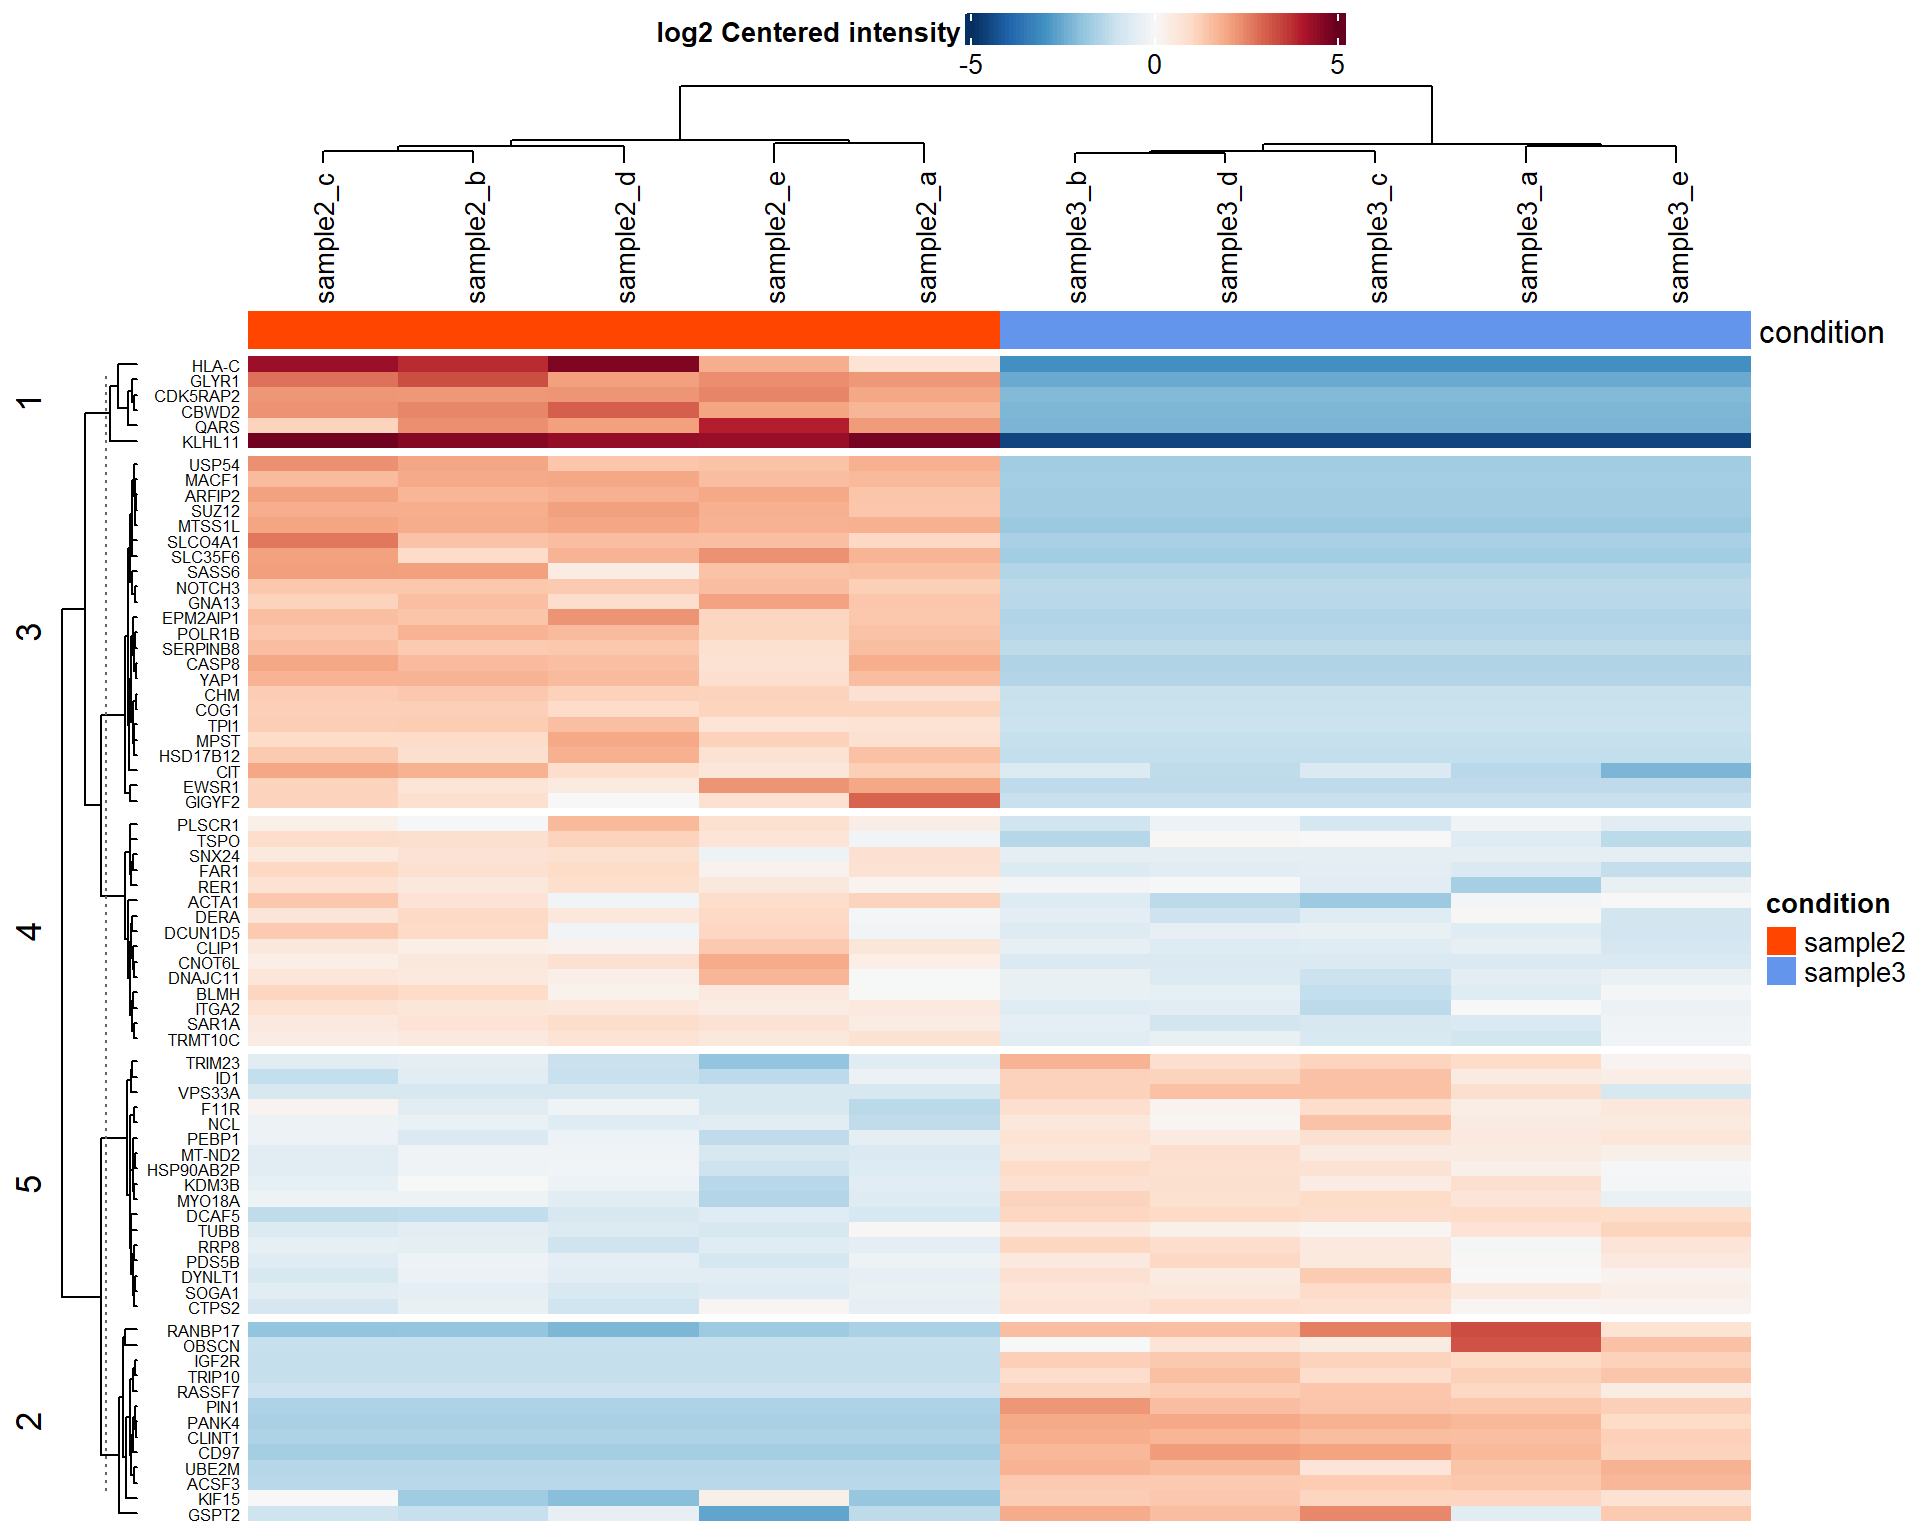 log2 Centered intensity
-5 0 5
sample2_c sample2_b sample2_d sample2_e sample2_a sample3_b sample3_d sample3_c sample3_a sample3_e
condition
1
HLA-C
GLYR1
CDK5RAP2
CBWD2
QARS
KLHL11
3
USP54
MACF1
ARFIP2
SUZ12
MTSS1L
SLCO4A1
SLC35F6
SASS6
NOTCH3
GNA13
EPM2AIP1
POLR1B
SERPINB8
CASP8
YAP1
CHM
COG1
TPI1
MPST
HSD17B12
CIT
EWSR1
GIGYF2
4
PLSCR1
TSPO
SNX24
FAR1
RER1
ACTA1
DERA
DCUN1D5
CLIP1
CNOT6L
DNAJC11
BLMH
ITGA2
SAR1A
TRMT10C
5
TRIM23
ID1
VPS33A
F11R
NCL
PEBP1
MT-ND2
HSP90AB2P
KDM3B
MYO18A
DCAF5
TUBB
RRP8
PDS5B
DYNLT1
SOGA1
CTPS2
2
RANBP17
OBSCN
IGF2R
TRIP10
RASSF7
PIN1
PANK4
CLINT1
CD97
UBE2M
ACSF3
KIF15
GSPT2
condition
sample2
sample3